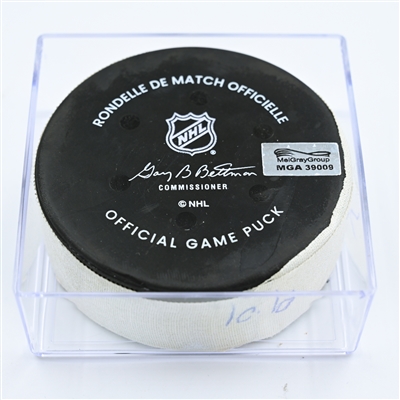 RONDELLE DE MATCH OFFICIELLE
NHL
Gary B Bettman
COMMISSIONER
© NHL
OFFICIAL GAME PUCK
MeiGrayGroup
MGA 39009